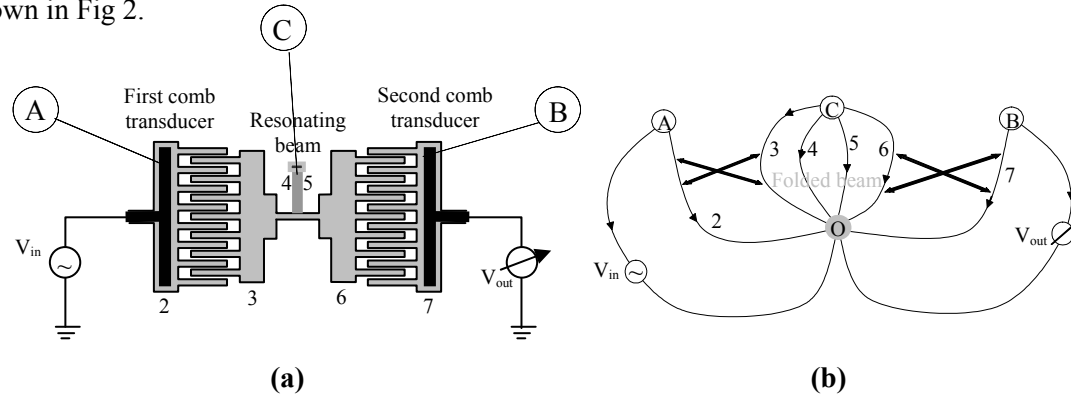 own in Fig 2.
C
A
First comb
transducer
Resonating
beam
Second comb
transducer
B
4 5
V in
~
V out
2
3
6
7
(a)
A
C
B
3
4
5
6
7
Folded beam
2
O
V in
~
V out
(b)